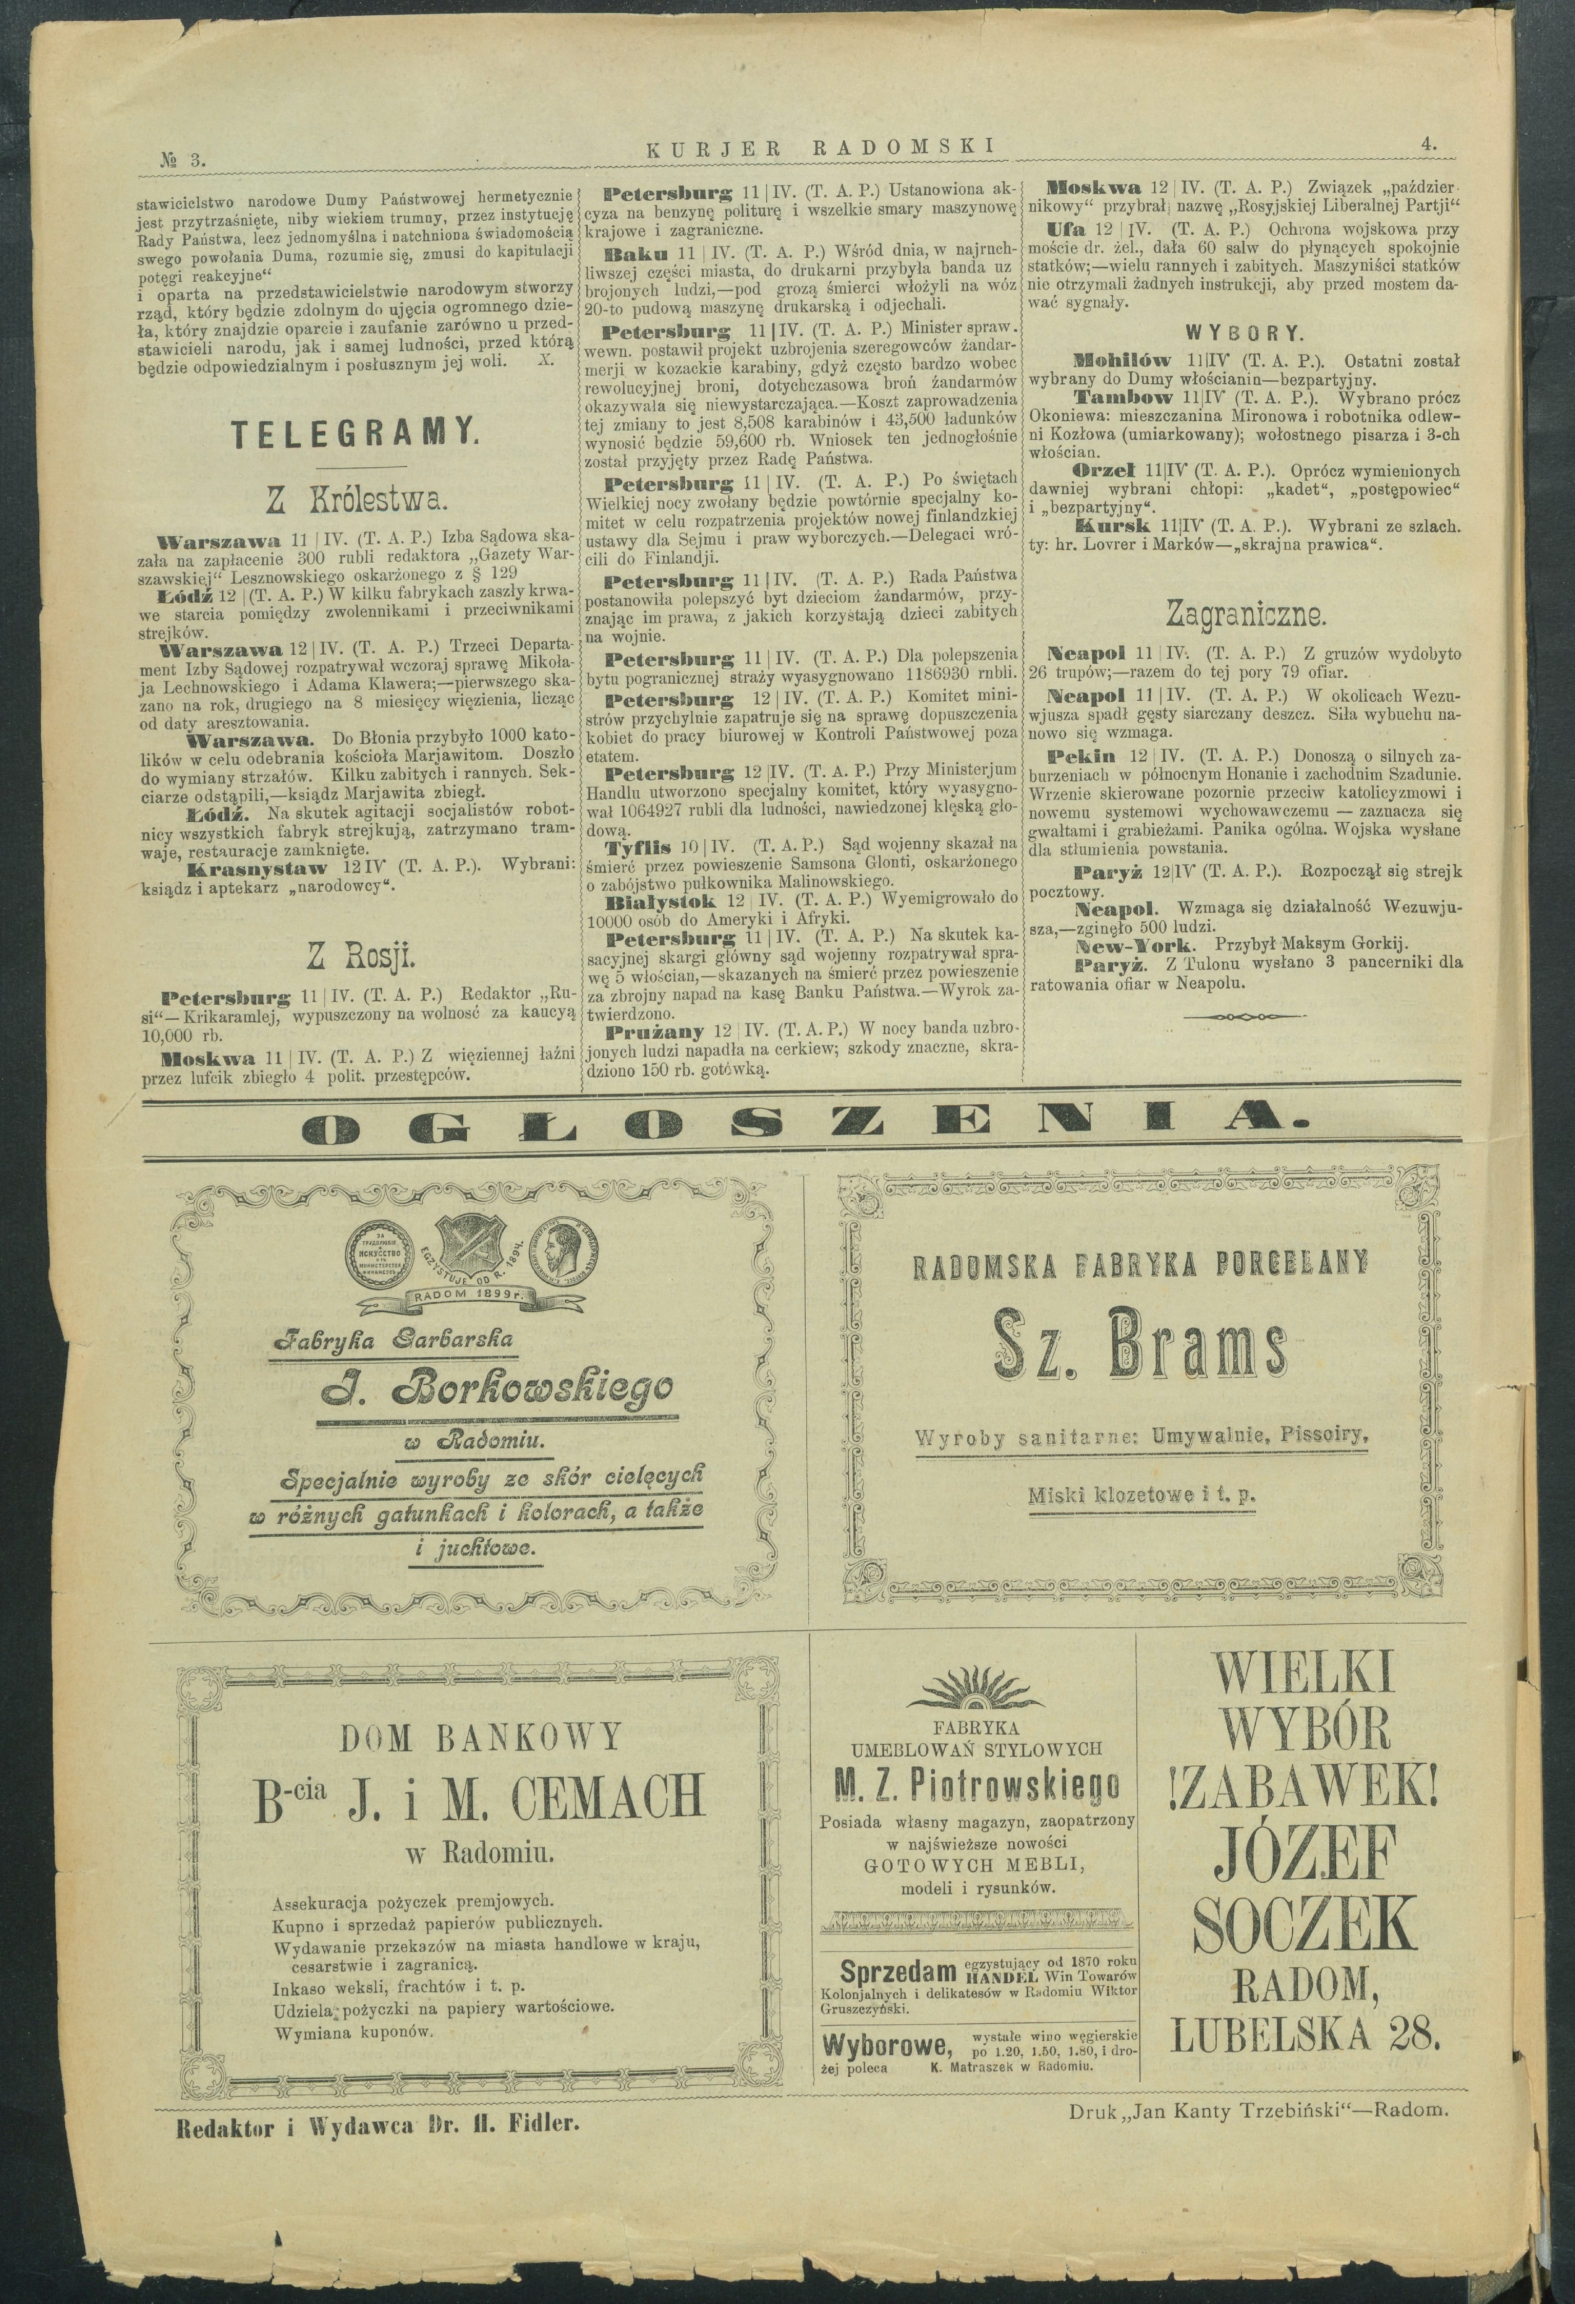 № 3.
KURJER RADOMSKI
4.
stawicielstwo narodowe Dumy Państwowej hermetycznie
jest przytrzaśnięte, niby wiekiem trumny, przez instytucję
Rady Państwa, lecz jednomyślna i natchniona świadomością
swego powołania Duma, rozumie się, zmusi do kapitulacji
potęgi reakcyjne“
i oparta na przedstawicielstwie narodowym stworzy
rząd, który będzie zdolnym do ujęcia ogromnego dzie-
ła, który znajdzie oparcie i zaufanie zarówno u przed-
stawicieli narodu, jak i samej ludności, przed którą
będzie odpowiedzialnym i posłusznym jej woli. X.
TELEGRAMY.
Z Królestwa.
Warszawa 11 | IV. (T. A. P.) Izba Sądowa ska-
zała na zapłacenie 300 rubli redaktora „Gazety War-
szawskiej“ Lesznowskiego oskarżonego z § 129
Łódź 12 | (T. A. P.) W kilku fabrykach zaszły krwa-
we starcia pomiędzy zwolennikami i przeciwnikami
strejków.
Warszawa 12 | IV. (T. A. P.) Trzeci Departa-
ment Izby Sądowej rozpatrywał wczoraj sprawę Mikoła-
ja Lechnowskiego i Adama Klawera;—pierwszego ska-
zano na rok, drugiego na 8 miesięcy więzienia, licząc
od daty aresztowania.
Warszawa. Do Błonia przybyło 1000 kato-
lików w celu odebrania kościoła Marjawitom. Doszło
do wymiany strzałów. Kilku zabitych i rannych. Sek-
ciarze odstąpili,—ksiądz Marjawita zbiegł.
Łódź. Na skutek agitacji socjalistów robot-
nicy wszystkich fabryk strejkują, zatrzymano tram-
waje, restauracje zamknięte.
Krasnystaw 12 IV (T. A. P.). Wybrani:
ksiądz i aptekarz „narodowcy“.
Z Rosji.
Petersburg 11 | IV. (T. A. P.) Redaktor „Ru-
si“—Krikaramlej, wypuszczony na wolność za kaucyą
10,000 rb.
Moskwa 11 | IV. (T. A. P.) Z więziennej łaźni
przez lufcik zbiegło 4 polit. przestępców.
Petersburg 11 | IV. (T. A. P.) Ustanowiona ak-
cyza na benzynę politurę i wszelkie smary maszynowe
krajowe i zagraniczne.
Baku 11 | IV. (T. A. P.) Wśród dnia, w najruch-
liwszej części miasta, do drukarni przybyła banda uz
brojonych ludzi,—pod grozą śmierci włożyli na wóz
20-to pudową maszynę drukarską i odjechali.
Petersburg 11 | IV. (T. A. P.) Minister spraw.
wewn. postawił projekt uzbrojenia szeregowców żandar-
merji w kozackie karabiny, gdyż często bardzo wobec
rewolucyjnej broni, dotychczasowa broń żandarmów
okazywała się niewystarczająca.—Koszt zaprowadzenia
tej zmiany to jest 8,508 karabinów i 43,500 ładunków
wynosić będzie 59,600 rb. Wniosek ten jednogłośnie
został przyjęty przez Radę Państwa.
Petersburg 11 | IV. (T. A. P.) Po świętach
Wielkiej nocy zwołany będzie powtórnie specjalny ko-
mitet w celu rozpatrzenia projektów nowej finlandzkiej
ustawy dla Sejmu i praw wyborczych.—Delegaci wró-
cili do Finlandji.
Petersburg 11 | IV. (T. A. P.) Rada Państwa
postanowiła polepszyć byt dzieciom żandarmów, przy-
znając im prawa, z jakich korzystają dzieci zabitych
na wojnie.
Petersburg 11 | IV. (T. A. P.) Dla polepszenia
bytu pogranicznej straży wyasygnowano 1186930 rubli.
Petersburg 12 | IV. (T. A. P.) Komitet mini-
strów przychylnie zapatruje się na sprawę dopuszczenia
kobiet do pracy biurowej w Kontroli Państwowej poza
etatem.
Petersburg 12 |IV. (T. A. P.) Przy Ministerjum
Handlu utworzono specjalny komitet, który wyasygno-
wał 1064927 rubli dla ludności, nawiedzonej klęską gło-
dową.
Tyflis 10 | IV. (T. A. P.) Sąd wojenny skazał na
śmierć przez powieszenie Samsona Glonti, oskarżonego
o zabójstwo pułkownika Malinowskiego.
Białystok 12 | IV. (T. A. P.) Wyemigrowało do
10000 osób do Ameryki i Afryki.
Petersburg 11 | IV. (T. A. P.) Na skutek ka-
sacyjnej skargi główny sąd wojenny rozpatrywał spra-
wę 5 włościan,—skazanych na śmierć przez powieszenie
za zbrojny napad na kasę Banku Państwa.—Wyrok za-
twierdzono.
Prużany 12 | IV. (T. A. P.) W nocy banda uzbro-
jonych ludzi napadła na cerkiew; szkody znaczne, skra-
dziono 150 rb. gotówką.
Moskwa 12 | IV. (T. A. P.) Związek „paździer-
nikowy“ przybrał nazwę „Rosyjskiej Liberalnej Partji“
Ufa 12 | IV. (T. A. P.) Ochrona wojskowa przy
moście dr. żel., dała 60 salw do płynących spokojnie
statków;—wielu rannych i zabitych. Maszyniści statków
nie otrzymali żadnych instrukcji, aby przed mostem da-
wać sygnały.
WYBORY.
Mohilów 11|IV (T. A. P.). Ostatni został
wybrany do Dumy włościanin—bezpartyjny.
Tambow 11|IV (T. A. P.). Wybrano prócz
Okoniewa: mieszczanina Mironowa i robotnika odlew-
ni Kozłowa (umiarkowany); wołostnego pisarza i 3-ch
włościan.
Orzeł 11|IV (T. A. P.). Oprócz wymienionych
dawniej wybrani chłopi: „kadet“, „postępowiec“
i „bezpartyjny“.
Kursk 11|IV (T. A. P.). Wybrani ze szlach.
ty: hr. Lovrer i Marków—„skrajna prawica“.
Zagraniczne.
Neapol 11 | IV. (T. A. P.) Z gruzów wydobyto
26 trupów;—razem do tej pory 79 ofiar.
Neapol 11 | IV. (T. A. P.) W okolicach Wezu-
wjusza spadł gęsty siarczany deszcz. Siła wybuchu na-
nowo się wzmaga.
Pekin 12 | IV. (T. A. P.) Donoszą o silnych za-
burzeniach w północnym Honanie i zachodnim Szadunie.
Wrzenie skierowane pozornie przeciw katolicyzmowi i
nowemu systemowi wychowawczemu — zaznacza się
gwałtami i grabieżami. Panika ogólna. Wojska wysłane
dla stłumienia powstania.
Paryż 12|IV (T. A. P.). Rozpoczął się strejk
pocztowy.
Neapol. Wzmaga się działalność Wezuwju-
sza,—zginęło 500 ludzi.
New-York. Przybył Maksym Gorkij.
Paryż. Z Tulonu wysłano 3 pancerniki dla
ratowania ofiar w Neapolu.
OGŁOSZENIA.
ЗА
ТРУДОЛЮБІЕ
И
ИСКУССТВО
ОТЪ
МИНИСТЕРСТВА
ФИНАНСОВЪ
EGZYSTUJE OD R. 1894.
RADOM 1899 r.
Fabryka Garbarska
J. Borkowskiego
w Radomiu.
Specjalnie wyroby ze skór cielęcych
w różnych gatunkach i kolorach, a także
i juchtowe.
RADOMSKA FABRYKA PORCELANY
Sz. Brams
Wyroby sanitarne: Umywalnie, Pissoiry,
Miski klozetowe i t. p.
DOM BANKOWY
B-cia J. i M. CEMACH
w Radomiu.
Assekuracja pożyczek premjowych.
Kupno i sprzedaż papierów publicznych.
Wydawanie przekazów na miasta handlowe w kraju,
cesarstwie i zagranicą.
Inkaso weksli, frachtów i t. p.
Udziela pożyczki na papiery wartościowe.
Wymiana kuponów.
FABRYKA
UMEBLOWAŃ STYLOWYCH
M. Z. Piotrowskiego
Posiada własny magazyn, zaopatrzony
w najświeższe nowości
GOTOWYCH MEBLI,
modeli i rysunków.
Sprzedam egzystujący od 1870 roku
HANDEL Win Towarów
Kolonjalnych i delikatesów w Radomiu Wiktor
Gruszczyński.
Wyborowe, wystałe wino węgierskie
po 1.20, 1.50, 1.80, i dro-
żej poleca K. Matraszek w Radomiu.
WIELKI
WYBÓR
!ZABAWEK!
JÓZEF
SOCZEK
RADOM,
LUBELSKA 28.
Redaktor i Wydawca Dr. H. Fidler.
Druk „Jan Kanty Trzebiński“—Radom.